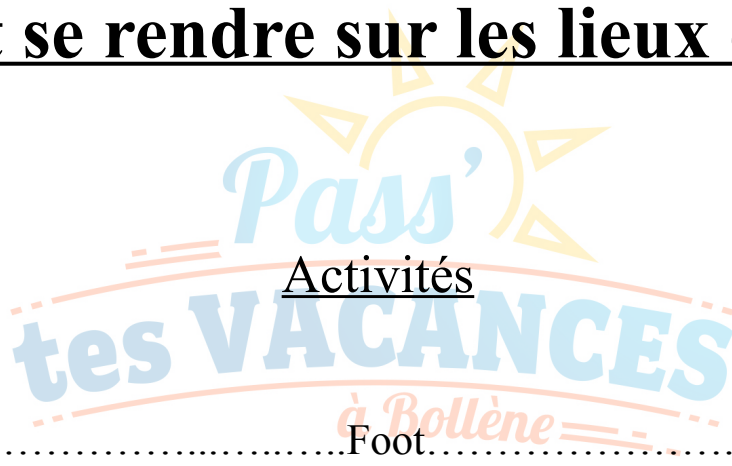 t se rendre sur les lieux
Pass'
Activités
tes VACANCES
à Bollène
……………..…..…..Foot…………………